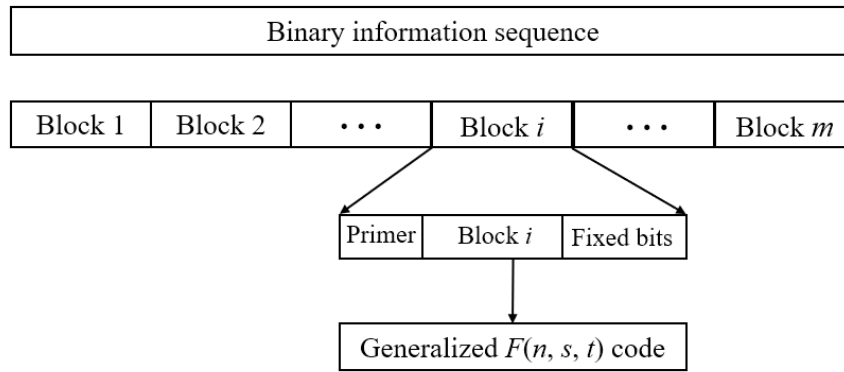 Binary information sequence
Block 1 Block 2 ··· Block i ··· Block m
Primer Block i Fixed bits
Generalized F(n, s, t) code